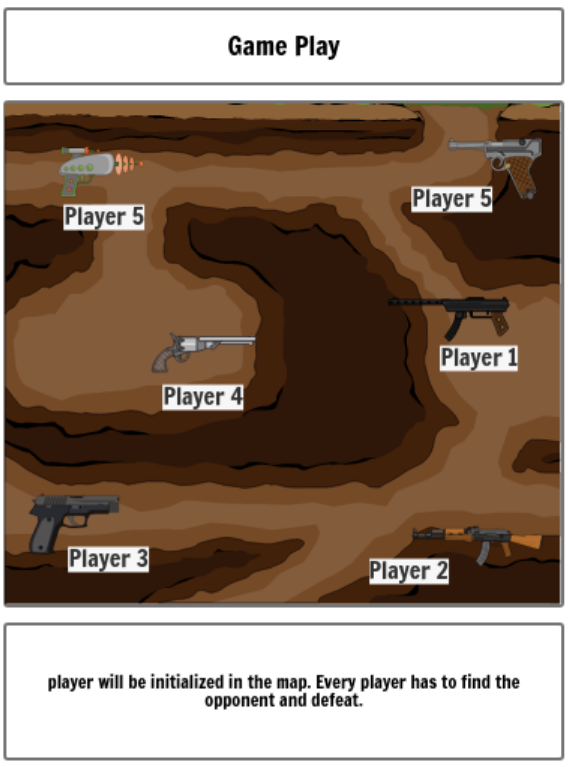 Game Play
Player 5
Player 5
Player 1
Player 4
Player 3
Player 2
player will be initialized in the map. Every player has to find the
opponent and defeat.